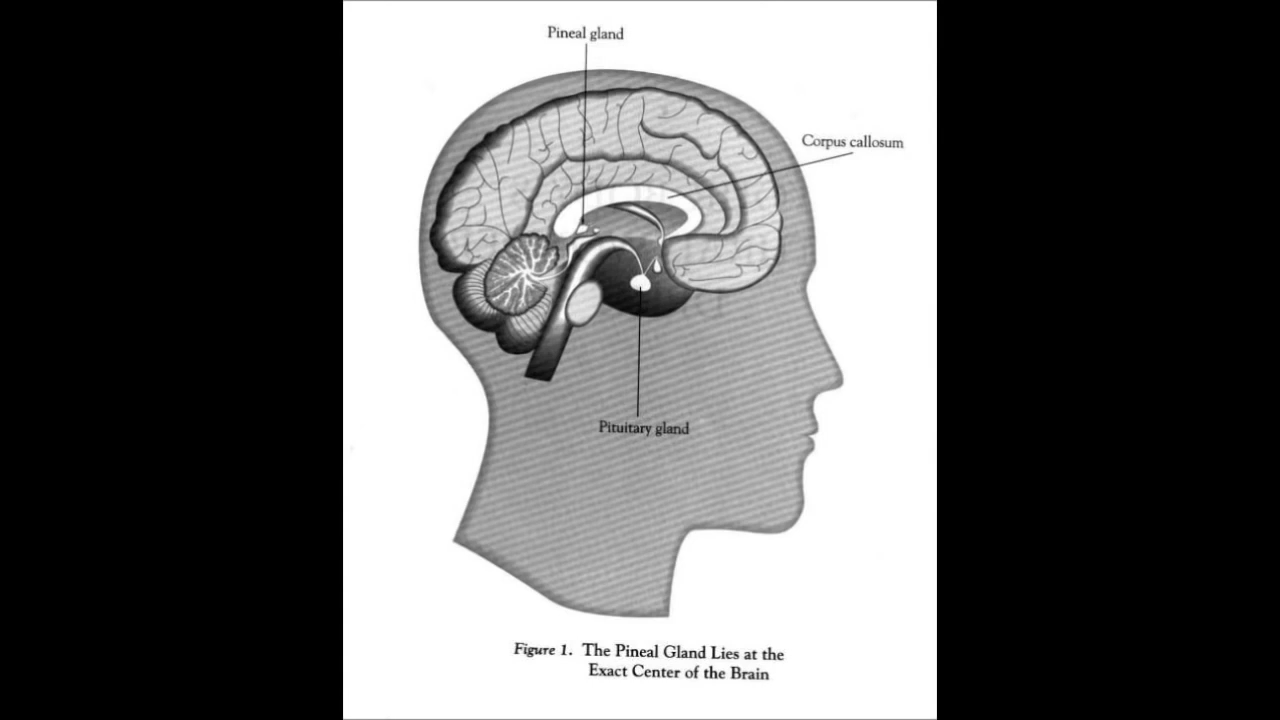 Pineal gland
Corpus callosum
Pituitary gland
Figure 1. The Pineal Gland Lies at the
Exact Center of the Brain